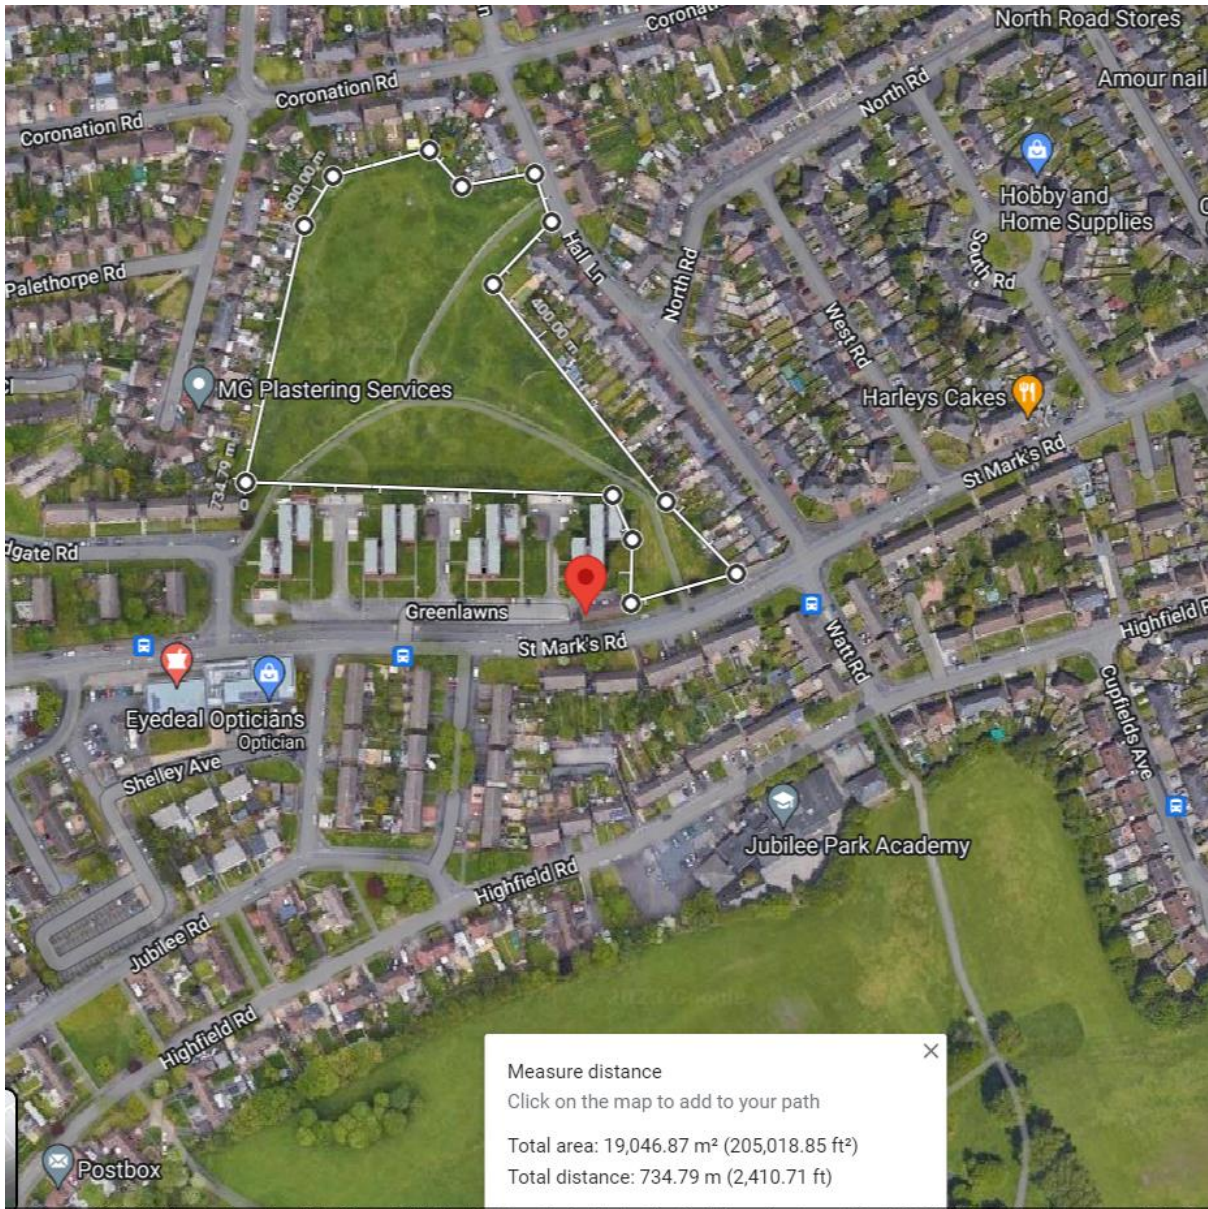 North Road Stores
Coronat
Coronation Rd
Coronation Rd
Amour nail
North Rd
600.00 m
Hobby and
Home Supplies
Hall Ln
South Rd
Palethorpe Rd
North Rd
400.00 m
West Rd
MG Plastering Services
Harleys Cakes
St Mark's Rd
734.79 m
0
dgate Rd
Greenlawns
St Mark's Rd
Highfield R
Watt Rd
Cupfields Ave
Eyedeal Opticians
Optician
Shelley Ave
Jubilee Park Academy
Highfield Rd
Jubilee Rd
Highfield Rd
Measure distance
Click on the map to add to your path
Total area: 19,046.87 m² (205,018.85 ft²)
Total distance: 734.79 m (2,410.71 ft)
Postbox